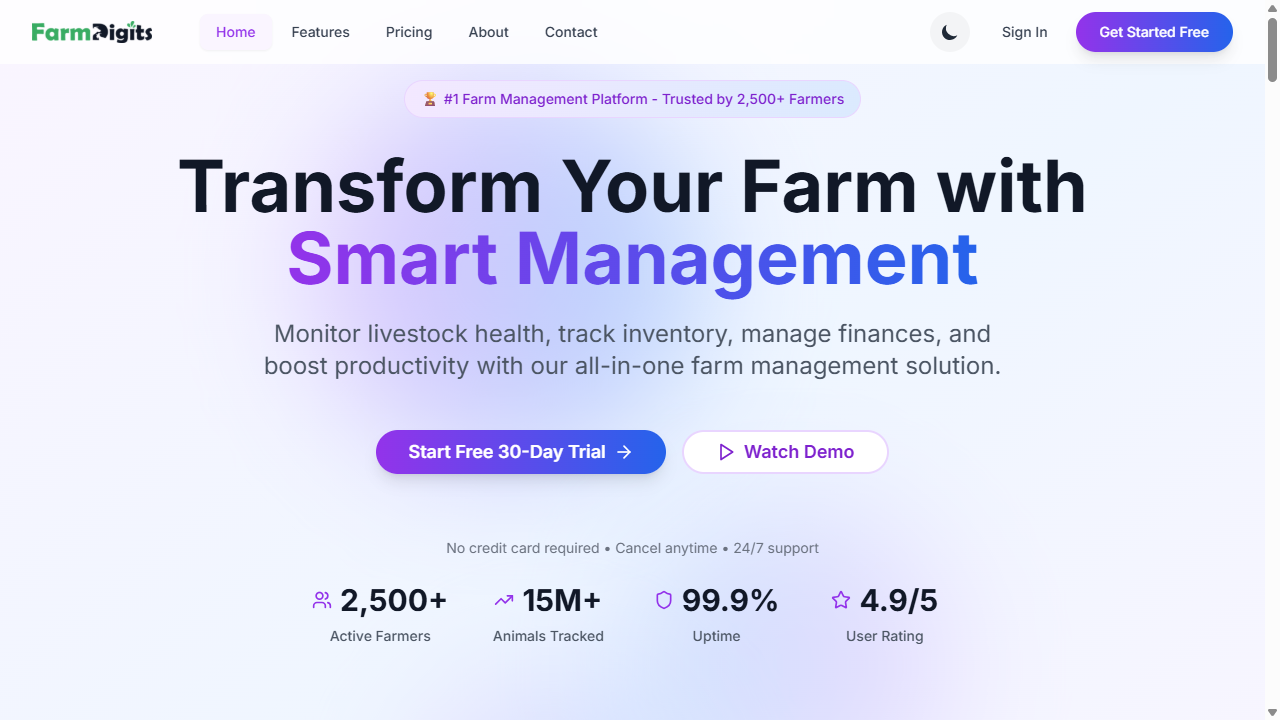 FarmDigits
Home
Features
Pricing
About
Contact
Sign In
Get Started Free
#1 Farm Management Platform - Trusted by 2,500+ Farmers
Transform Your Farm with
Smart Management
Monitor livestock health, track inventory, manage finances, and
boost productivity with our all-in-one farm management solution.
Start Free 30-Day Trial
Watch Demo
No credit card required • Cancel anytime • 24/7 support
2,500+
Active Farmers
15M+
Animals Tracked
99.9%
Uptime
4.9/5
User Rating